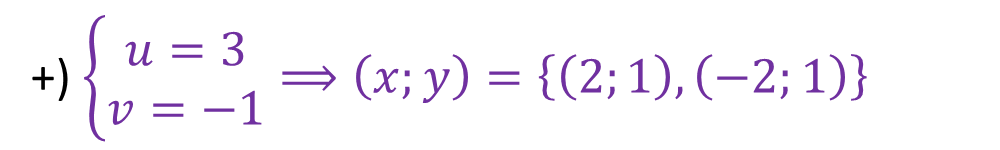 +) { u = 3
v = −1 ⟹ (x; y) = {(2; 1), (−2; 1)}